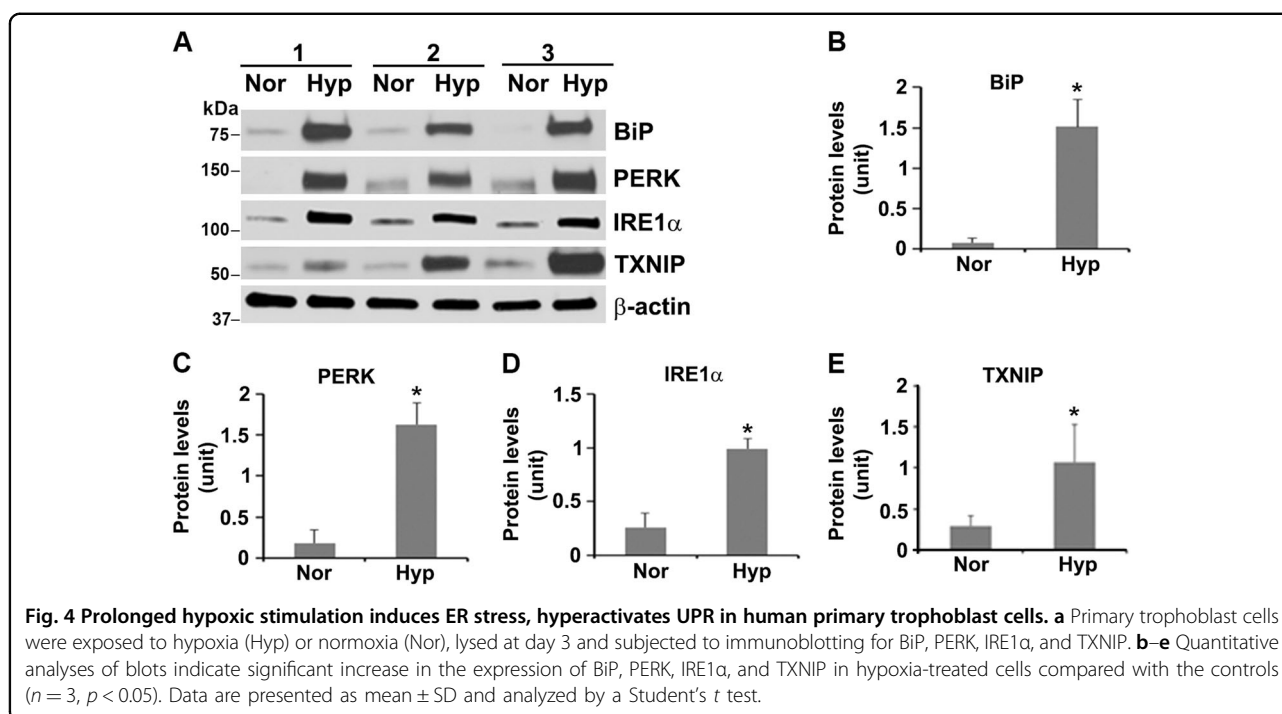 A
1 2 3
Nor Hyp Nor Hyp Nor Hyp
kDa
75– BiP
150– PERK
100– IRE1α
50– TXNIP
37– β-actin
B
BiP
Protein levels
(unit)
2
1.5
1
0.5
0
*
Nor Hyp
C
PERK
Protein levels
(unit)
2
1.5
1
0.5
0
*
Nor Hyp
D
IRE1α
Protein levels
(unit)
1.5
1
0.5
0
*
Nor Hyp
E
TXNIP
Protein levels
(unit)
2
1.5
1
0.5
0
*
Nor Hyp
Fig. 4 Prolonged hypoxic stimulation induces ER stress, hyperactivates UPR in human primary trophoblast cells. a Primary trophoblast cells
were exposed to hypoxia (Hyp) or normoxia (Nor), lysed at day 3 and subjected to immunoblotting for BiP, PERK, IRE1α, and TXNIP. b–e Quantitative
analyses of blots indicate significant increase in the expression of BiP, PERK, IRE1α, and TXNIP in hypoxia-treated cells compared with the controls
(n = 3, p < 0.05). Data are presented as mean ± SD and analyzed by a Student's t test.